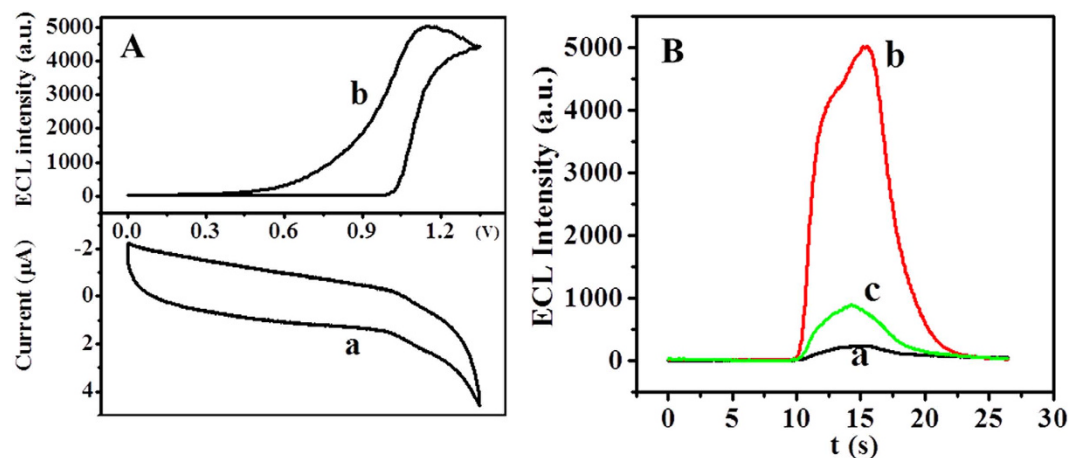 A
ECL intensity (a.u.)
5000
4000
3000
2000
1000
0
b
0.0 0.3 0.6 0.9 1.2 (V)
Current (μA)
-2
0
2
4
a
B
ECL Intensity (a.u.)
5000
4000
3000
2000
1000
0
b
c
a
0 5 10 15 20 25 30
t (s)